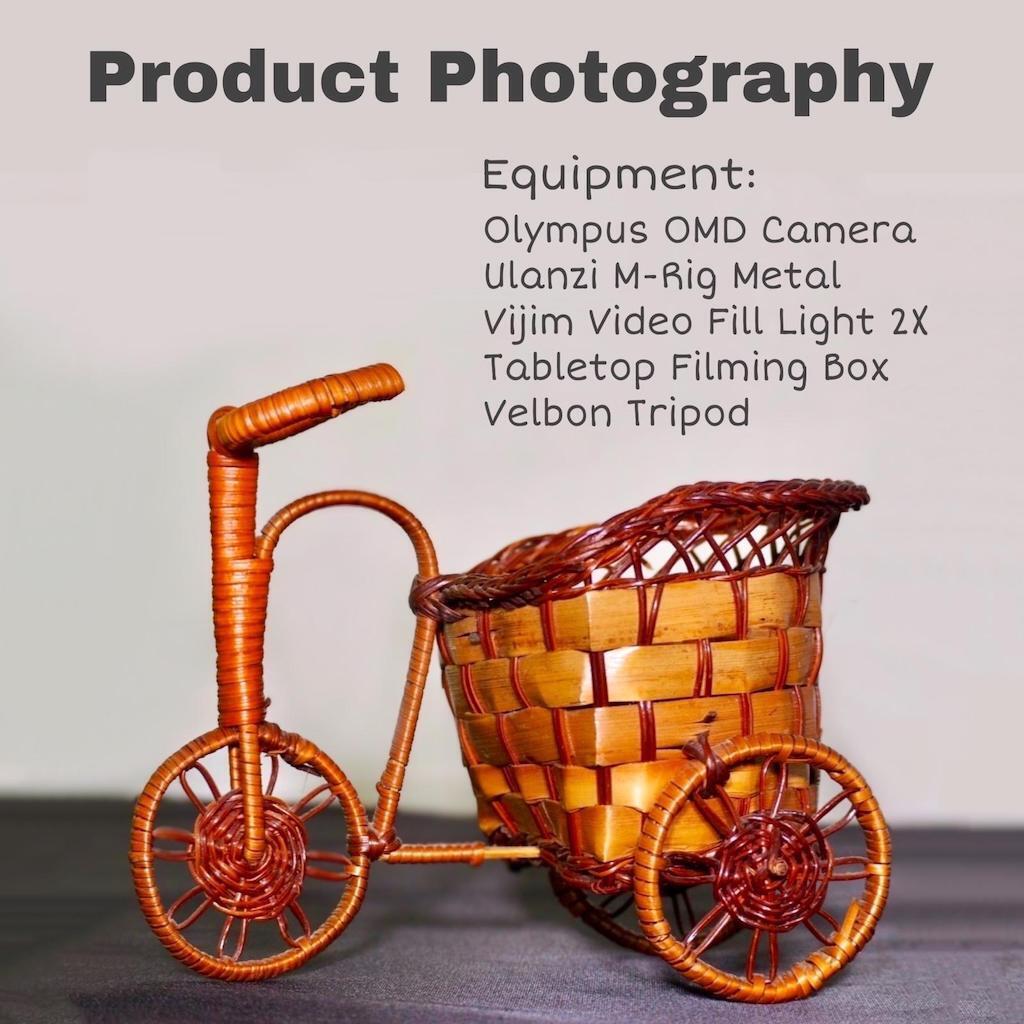 Product Photography
Equipment:
Olympus OMD Camera
Ulanzi M-Rig Metal
Vijim Video Fill Light 2X
Tabletop Filming Box
Velbon Tripod